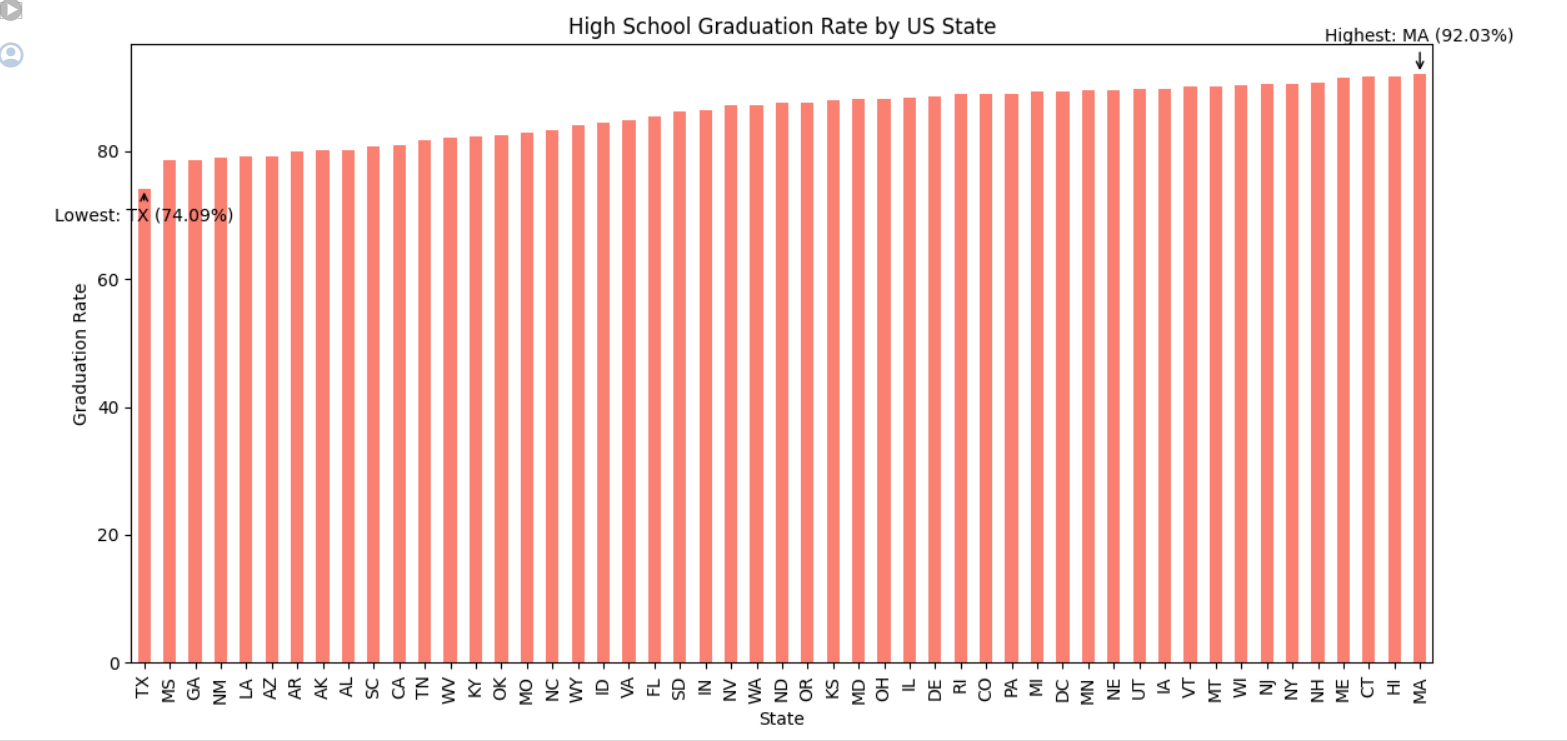 High School Graduation Rate by US State
Highest: MA (92.03%)
80
Lowest: TX (74.09%)
60
Graduation Rate
40
20
0
TX MS GA NM LA AZ AR AK AL SC CA TN WV KY OK MO NC WY ID VA FL SD IN NV WA ND OR KS MD OH IL DE RI CO PA MI DC MN NE UT IA VT MT WI NJ NY NH ME CT HI MA
State